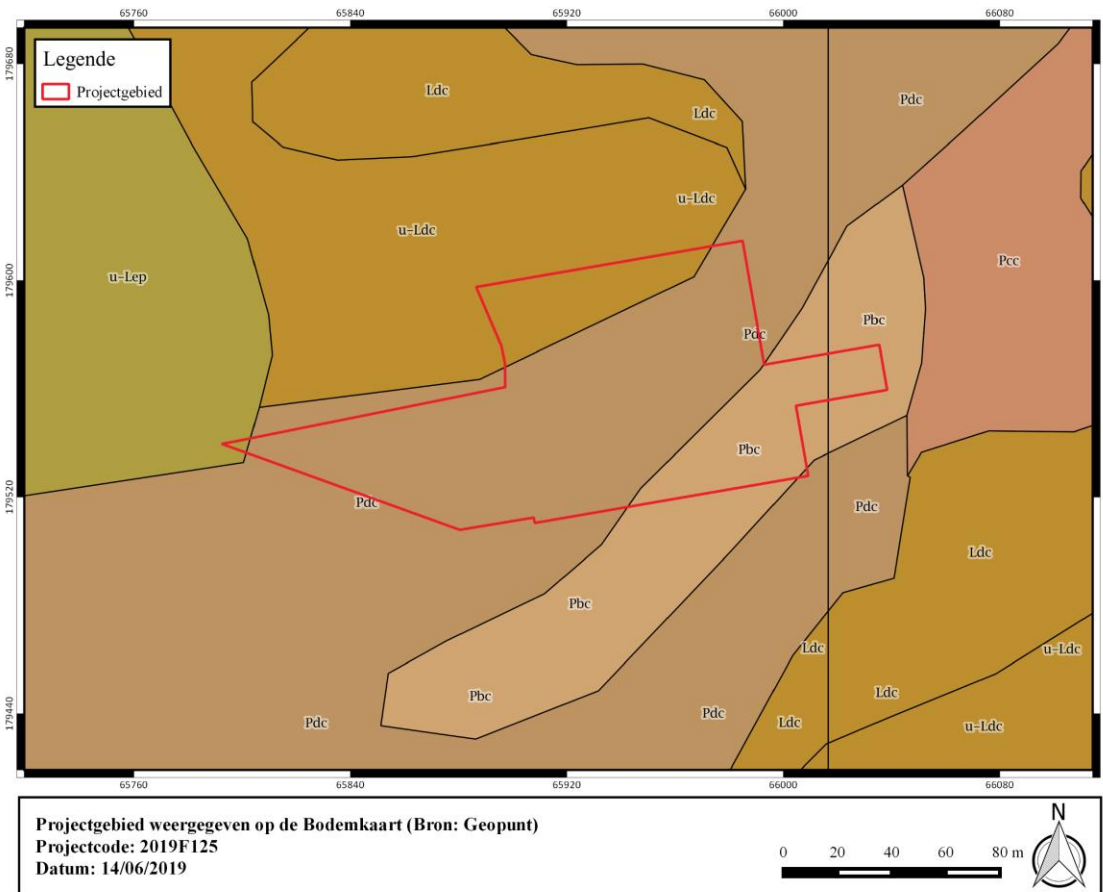 65760 65840 65920 66000 66080
179680
179600
179520
179440
Legende
Projectgebied
Ldc
Ldc
Pdc
u-Ldc
u-Ldc
u-Lep
Pcc
Pbc
Pdc
Pbc
Pdc
Pdc
Ldc
Pbc
Ldc
u-Ldc
Pbc
Ldc
Pdc
Pdc
Ldc
u-Ldc
65760 65840 65920 66000 66080
Projectgebied weergegeven op de Bodemkaart (Bron: Geopunt)
Projectcode: 2019F125
Datum: 14/06/2019
0 20 40 60 80 m
N